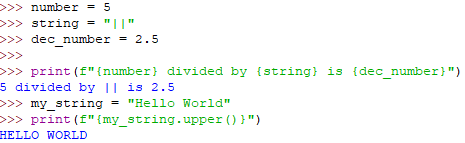 >>> number = 5
>>> string = "||"
>>> dec_number = 2.5
>>>
>>> print(f"{number} divided by {string} is {dec_number}")
5 divided by || is 2.5
>>> my_string = "Hello World"
>>> print(f"{my_string.upper()}")
HELLO WORLD